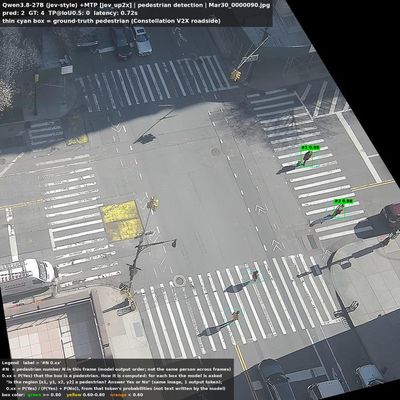 Qwen3.8-27B (jev-style) +MTP [jev_up2x] | pedestrian detection | Mar30_0000090.jpg
pred: 2 GT: 4 TP@IoU0.5: 0 latency: 0.72s
thin cyan box = ground-truth pedestrian (Constellation V2X roadside)
#1 0.88
#2 0.86
Legend label = '#N 0.xx'
#N = pedestrian number N in this frame (model output order; not the same person across frames)
0.xx = P(Yes) that the box is a pedestrian. How it is computed: for each box the model is asked
"Is the region [x1, y1, x2, y2] a pedestrian? Answer Yes or No" (same image, 1 output token);
0.xx = P(Yes) / (P(Yes) + P(No)), from that token's probabilities (not text written by the model)
box color: green >= 0.80 yellow 0.60-0.80 orange < 0.60